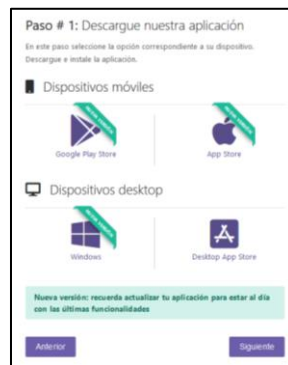 Paso # 1: Descargue nuestra aplicación
En este paso seleccione la opción correspondiente a su dispositivo.
Descargue e instale la aplicación.
Dispositivos móviles
Google Play Store
App Store
Dispositivos desktop
Windows
Desktop App Store
Nueva versión: recuerda actualizar tu aplicación para estar al día
con las últimas funcionalidades
Anterior
Siguiente